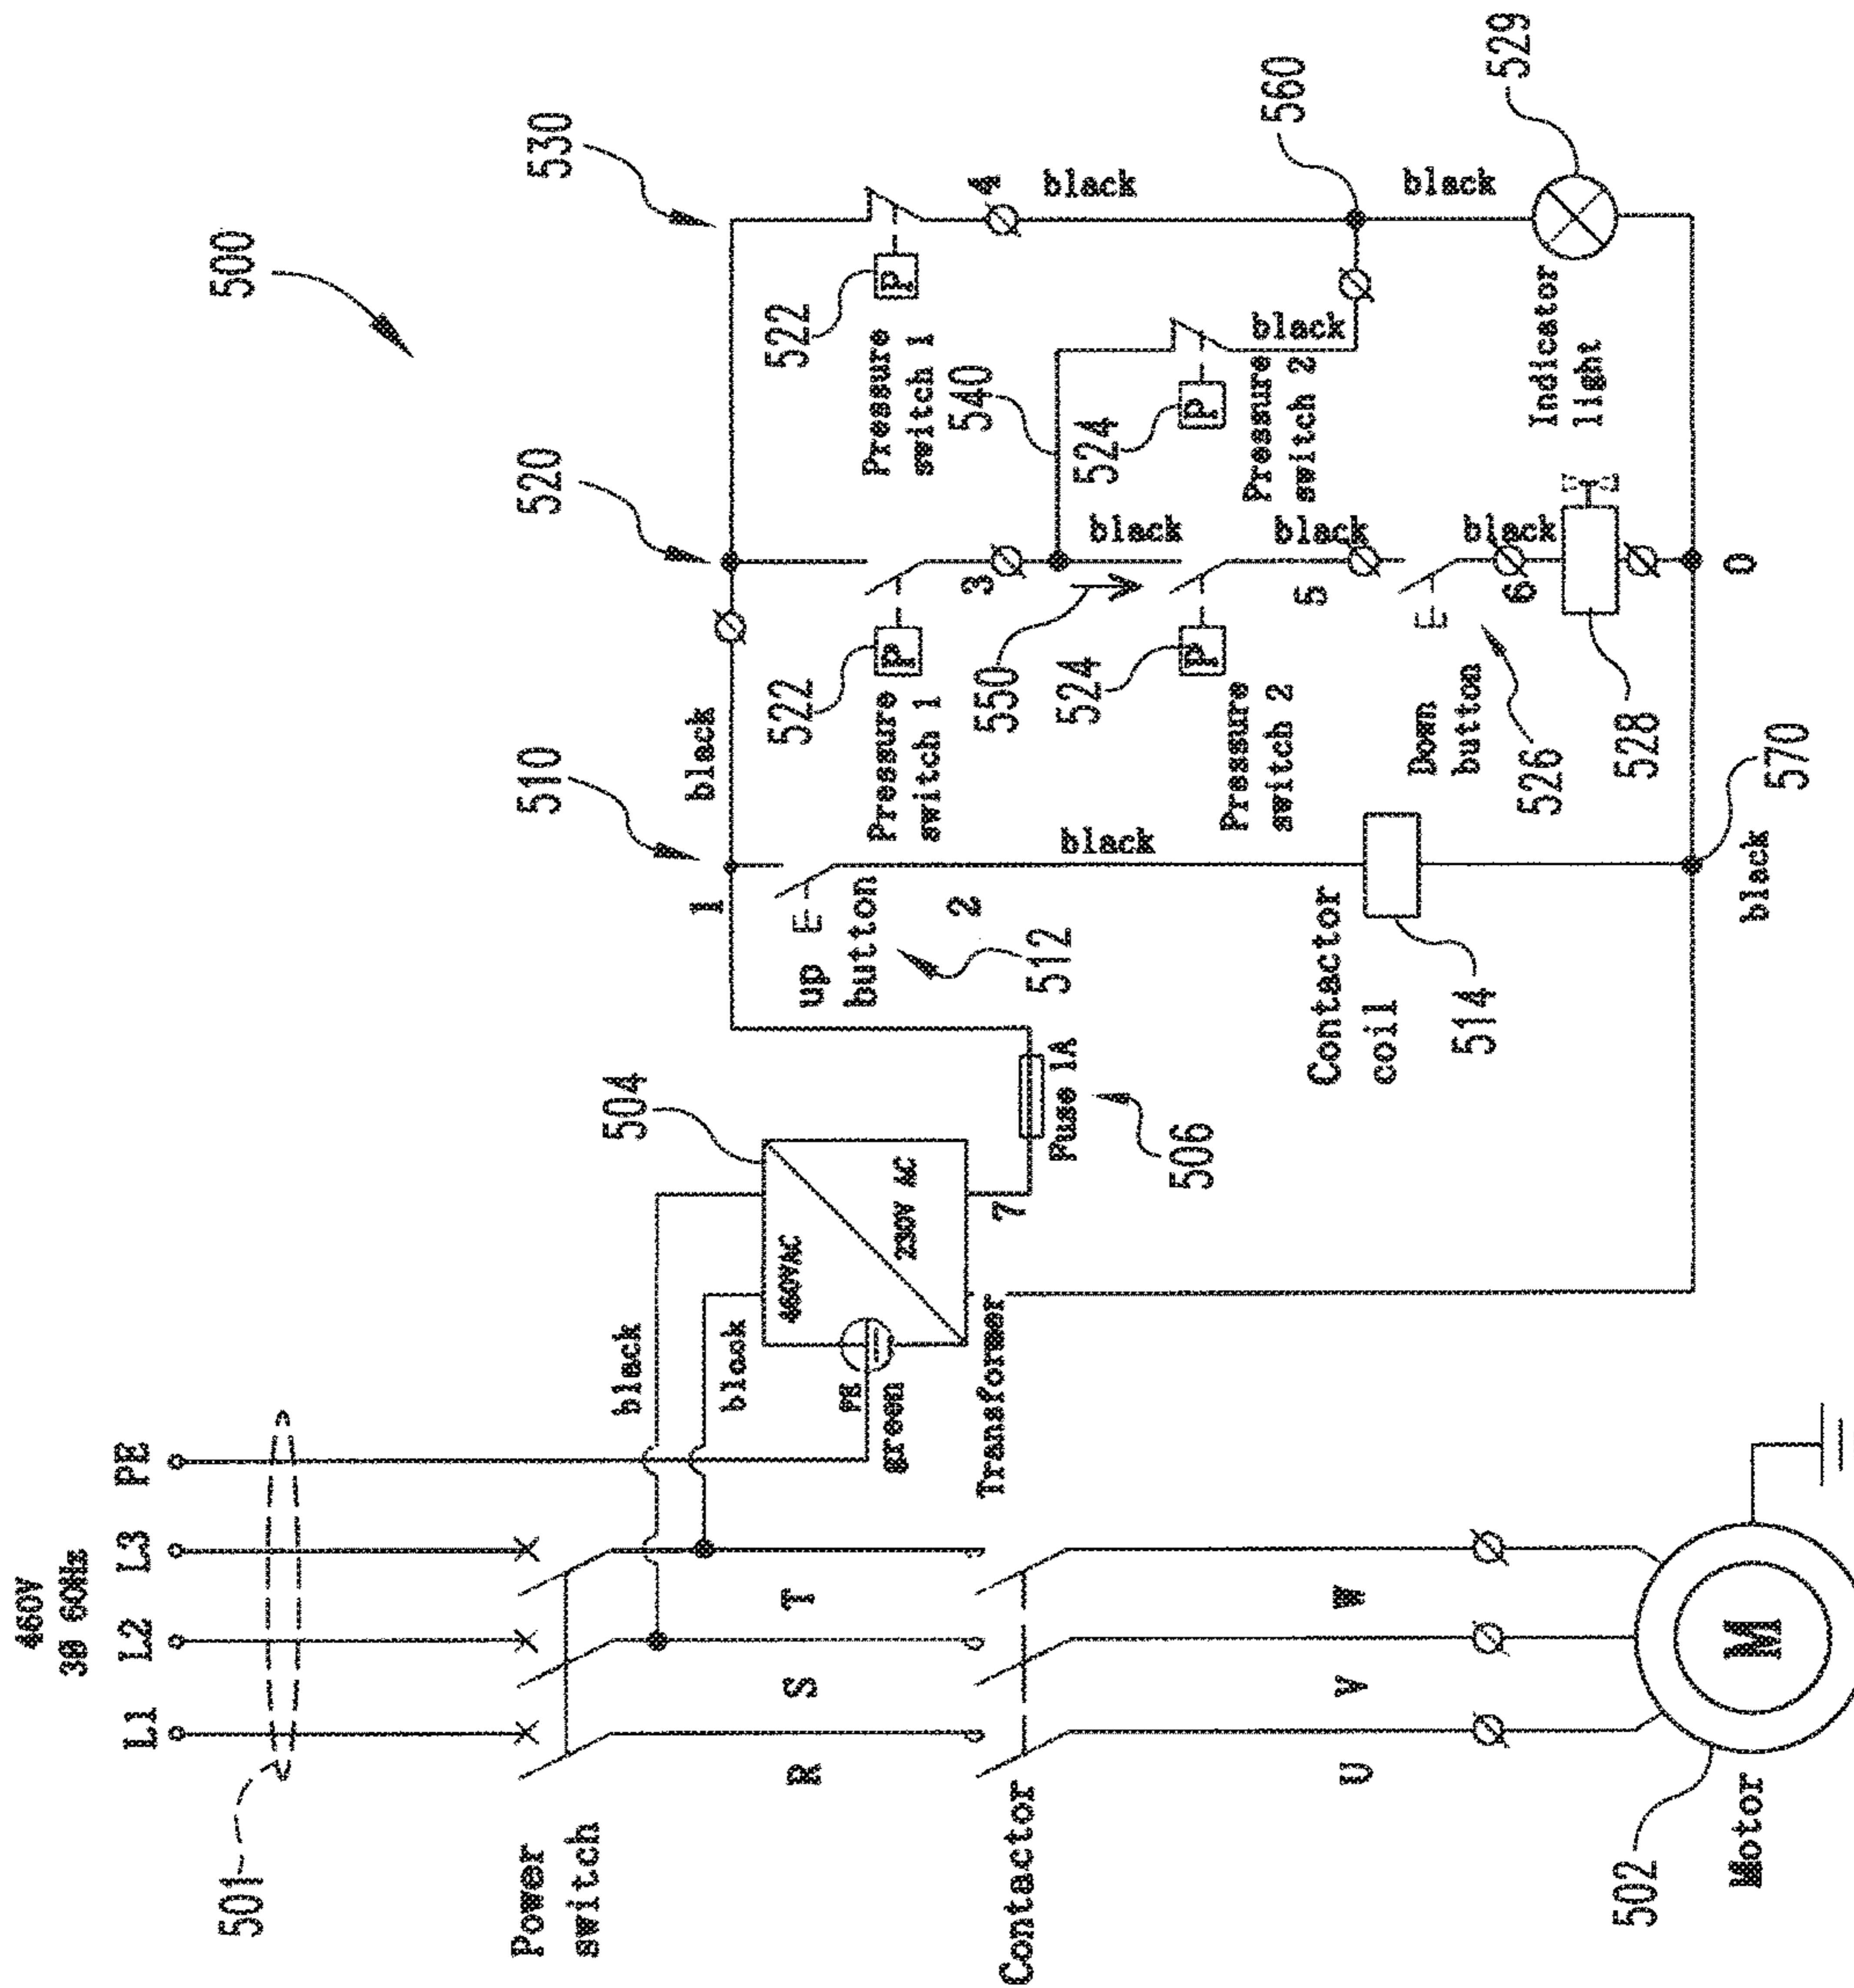 460V
3Ø 60Hz
L1
L2
L3
PE
501
Power
switch
R
S
T
Contactor
U
V
W
M
502
Motor
black
black
460VAC
230V AC
PE
green
Transformer
504
7
Fuse 1A
506
500
510
520
530
1
black
up
button
E
2
512
black
Contactor
coil
514
570
black
522
P
Pressure
switch 1
3
550
black
524
P
Pressure
switch 2
5
black
E
Down
button
526
6
black
528
0
522
P
Pressure
switch 1
4
black
540
524
P
Pressure
switch 2
black
560
black
529
Indicator
light